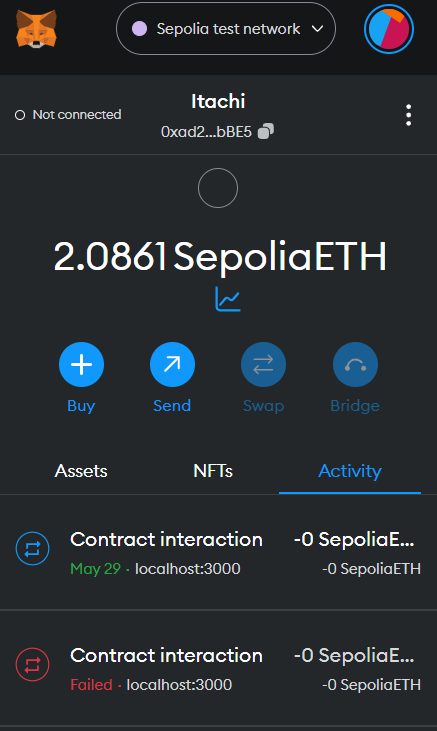 Sepolia test network
Not connected
Itachi
0xad2...bBE5
2.0861 SepoliaETH
Buy
Send
Swap
Bridge
Assets
NFTs
Activity
Contract interaction
-0 SepoliaE...
May 29 · localhost:3000
-0 SepoliaETH
Contract interaction
-0 SepoliaE...
Failed · localhost:3000
-0 SepoliaETH